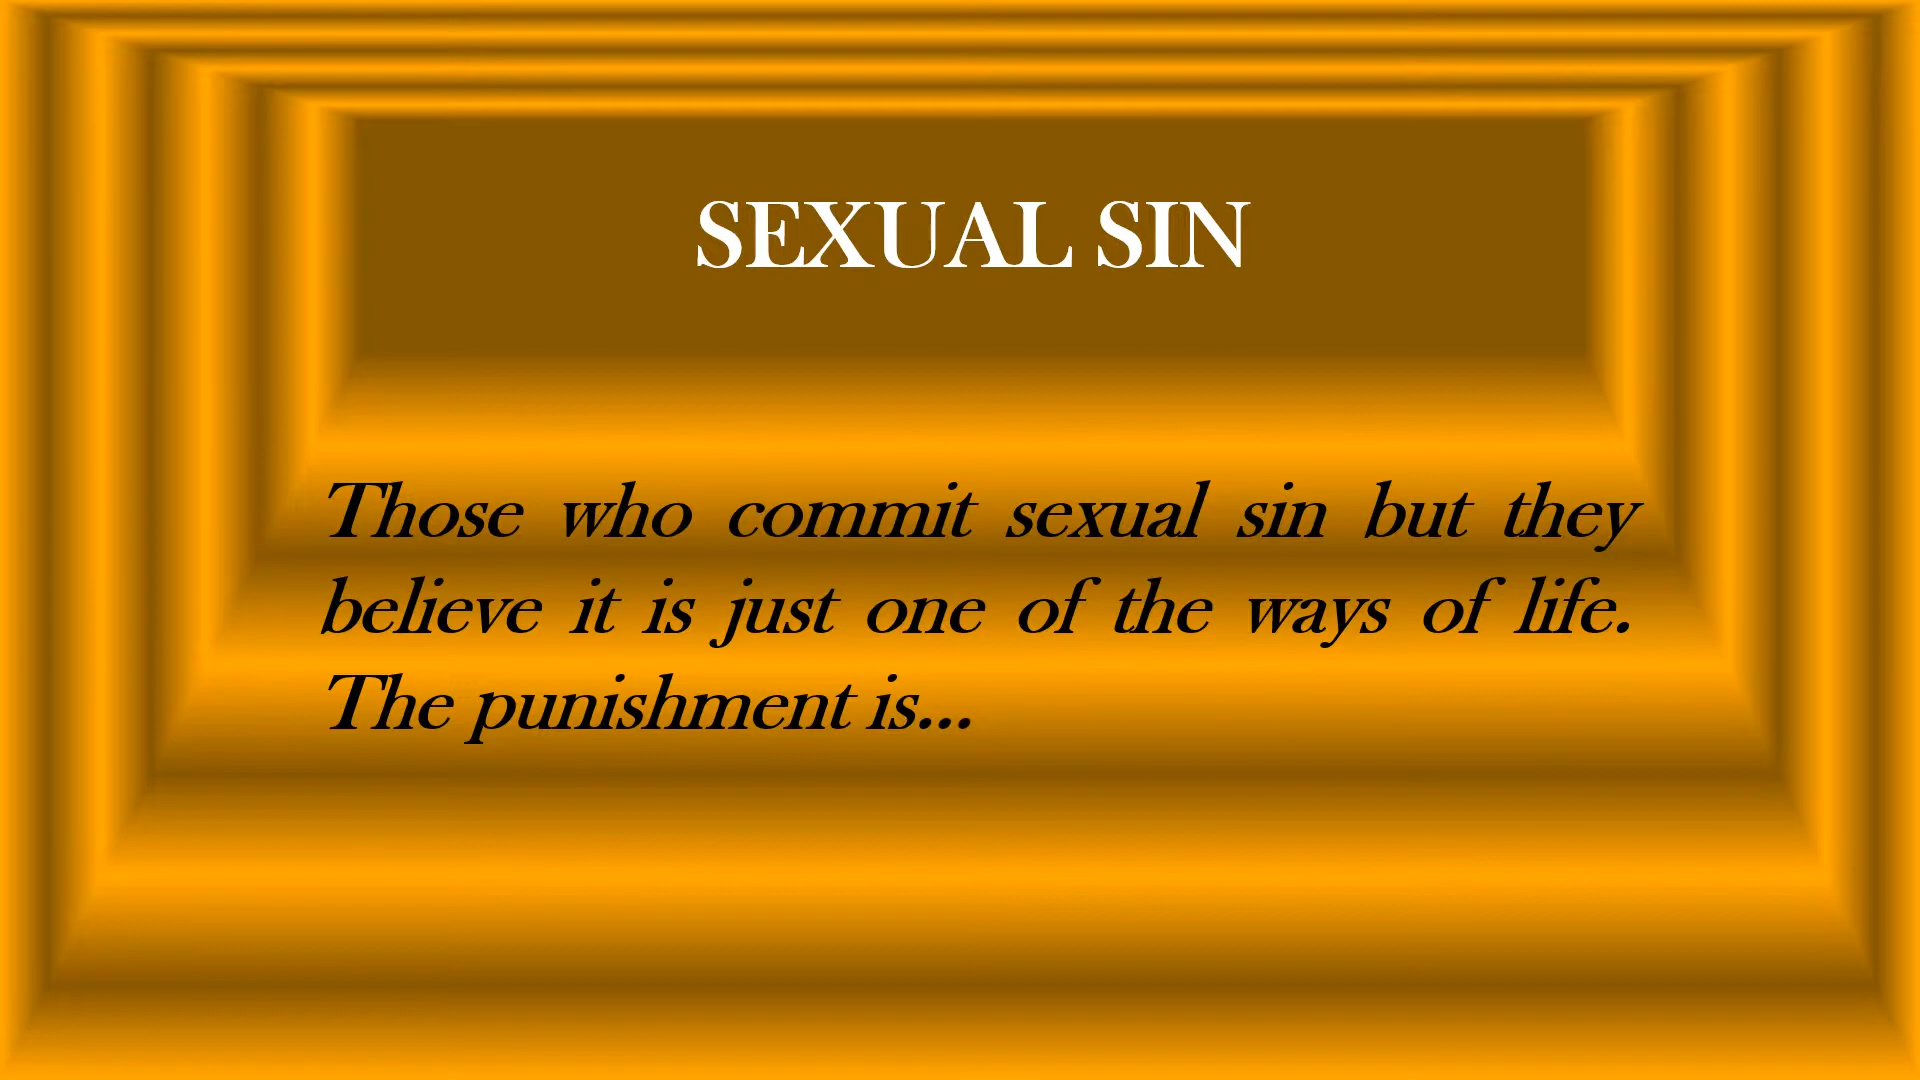 SEXUAL SIN
Those who commit sexual sin but they
believe it is just one of the ways of life.
The punishment is...